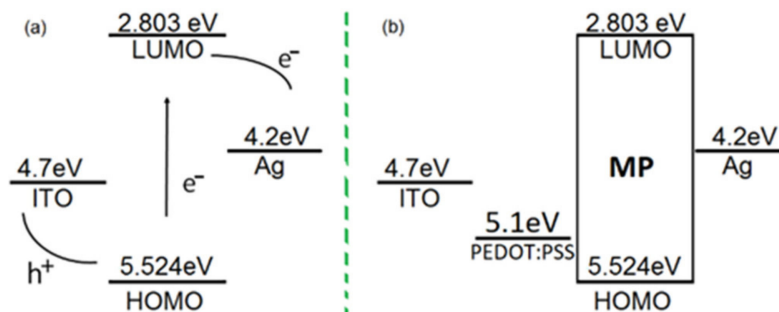 (a)
2.803 eV
LUMO
e⁻
4.2eV
Ag
4.7eV
ITO
e⁻
h⁺
5.524eV
HOMO
(b)
2.803 eV
LUMO
4.2eV
Ag
MP
4.7eV
ITO
5.1eV
PEDOT:PSS
5.524eV
HOMO